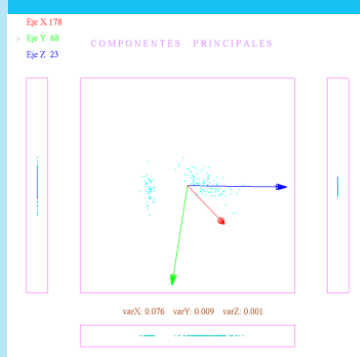 Eje X 178
> Eje Y 68
Eje Z 23
COMPONENTES PRINCIPALES
varX: 0.076 varY: 0.009 varZ: 0.001